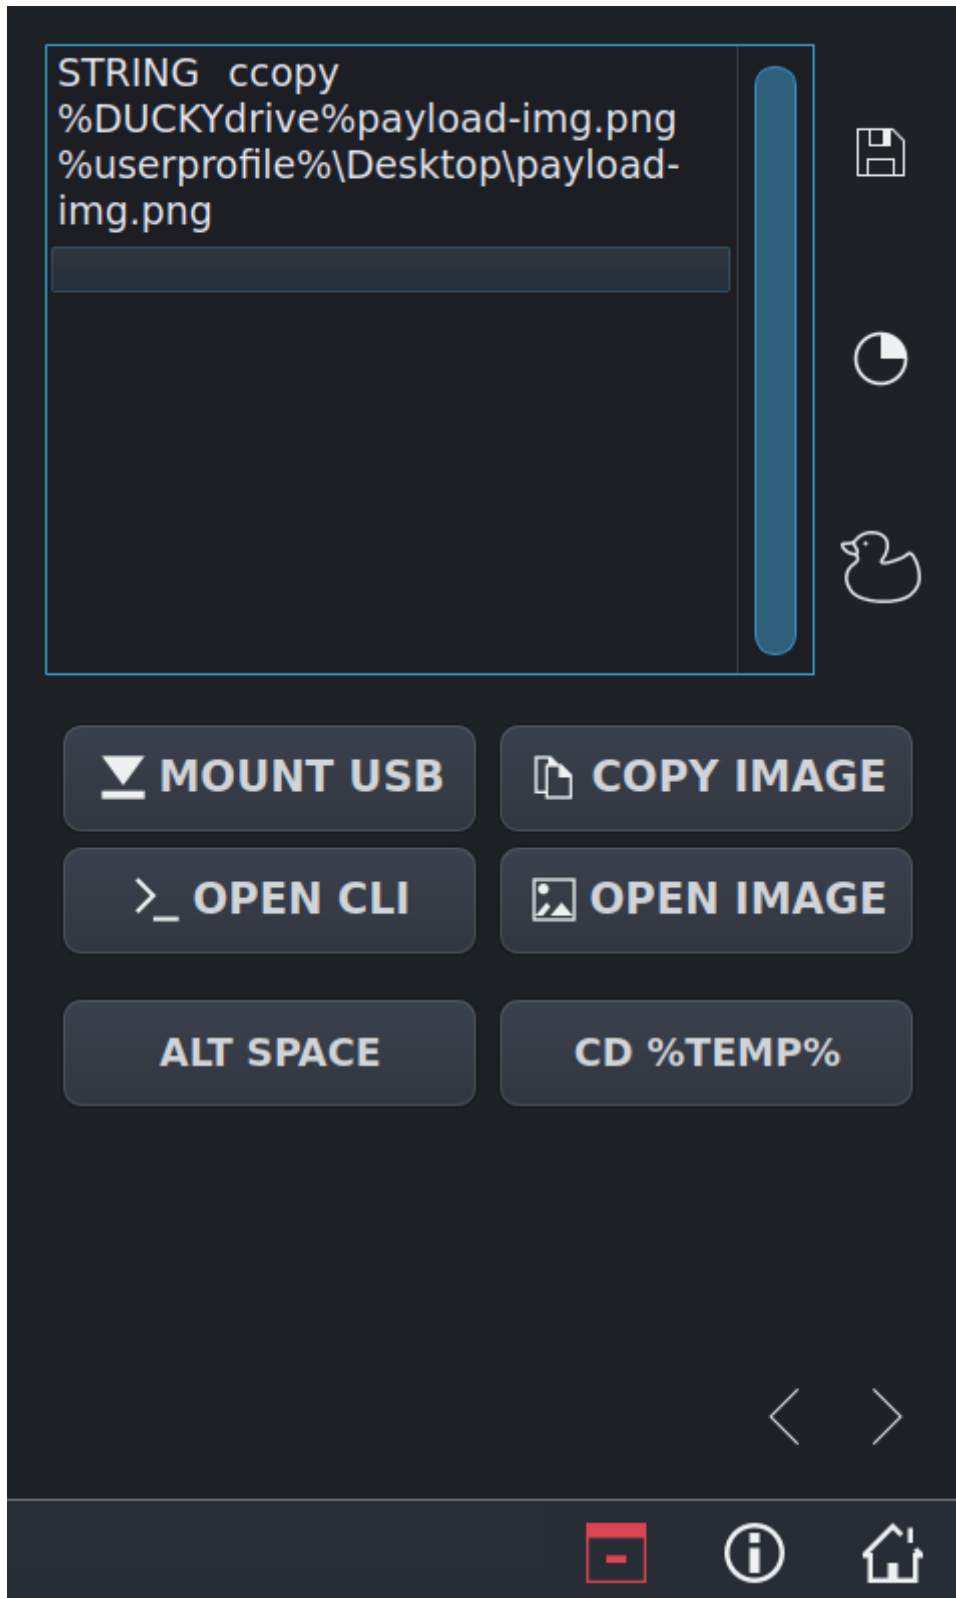 STRING  ccopy
%DUCKYdrive%payload-img.png
%userprofile%\Desktop\payload-
img.png
MOUNT USB
COPY IMAGE
OPEN CLI
OPEN IMAGE
ALT SPACE
CD %TEMP%